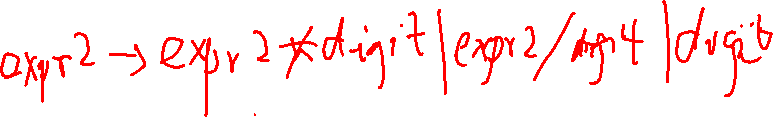 expr2 → expr2 * digit | expr2 / digit | digit